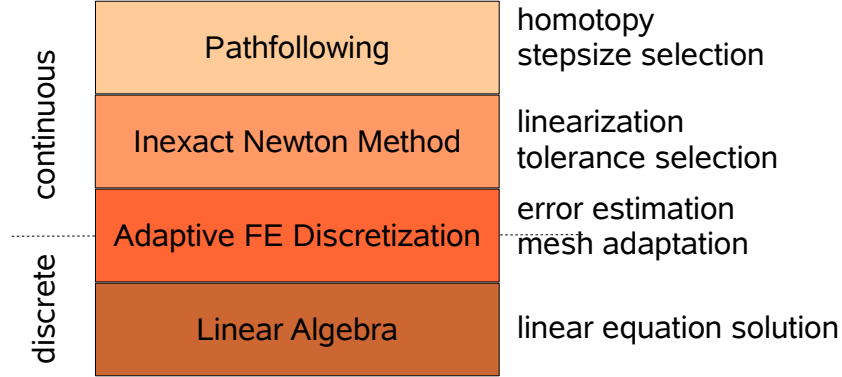 continuous
discrete
Pathfollowing
homotopy
stepsize selection
Inexact Newton Method
linearization
tolerance selection
Adaptive FE Discretization
error estimation
mesh adaptation
Linear Algebra
linear equation solution